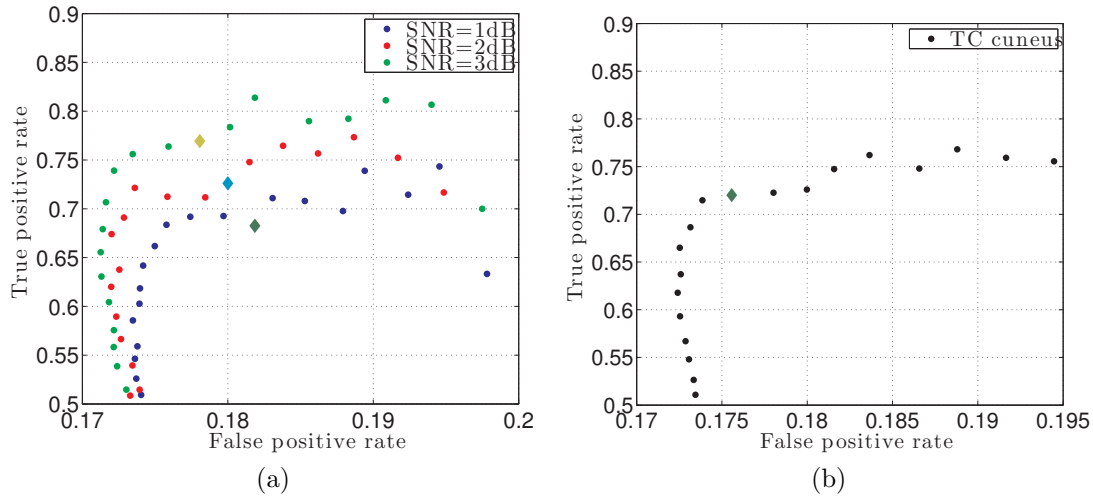 0.9
0.85
0.8
0.75
0.7
0.65
0.6
0.55
0.5
True positive rate
SNR=1dB
SNR=2dB
SNR=3dB
0.17
0.18
0.19
0.2
False positive rate
(a)
0.9
0.85
0.8
0.75
0.7
0.65
0.6
0.55
0.5
True positive rate
TC cuneus
0.17
0.175
0.18
0.185
0.19
0.195
False positive rate
(b)